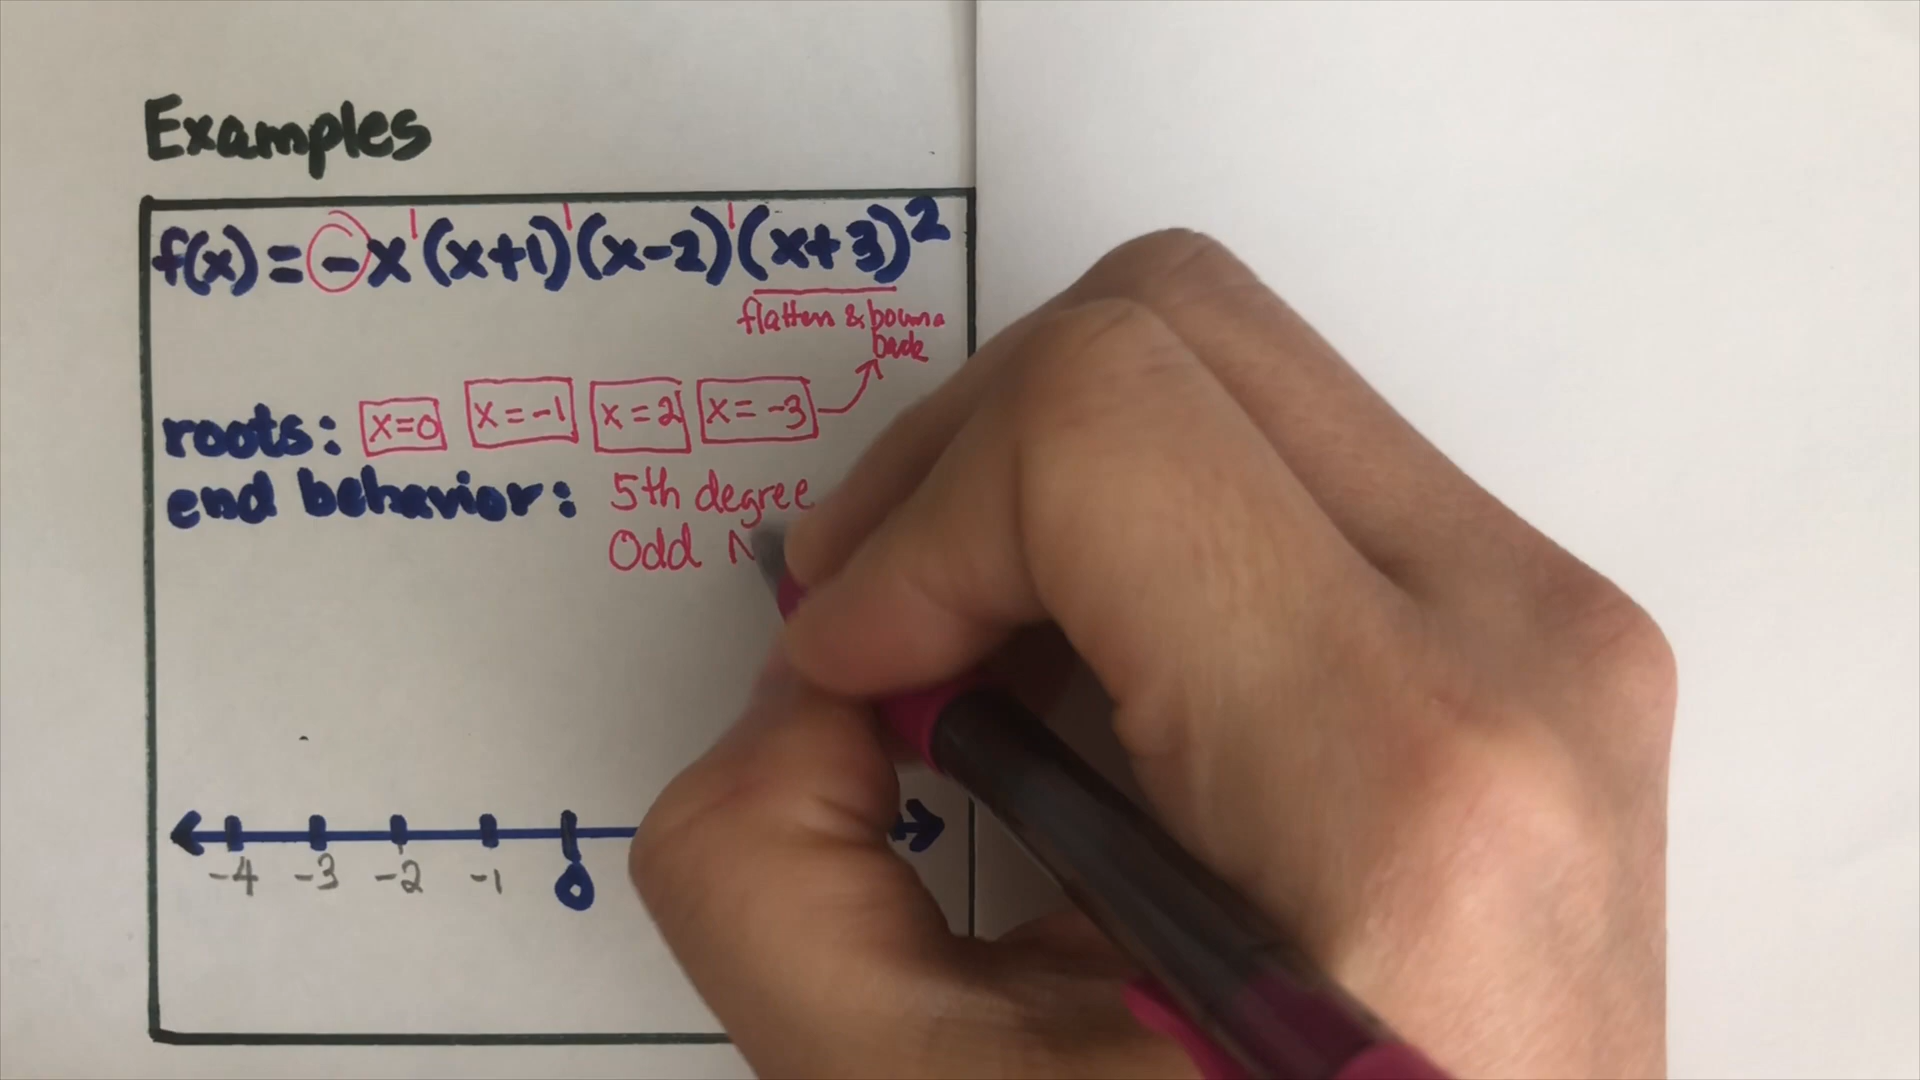 Examples
f(x) = -x¹(x+1)¹(x-2)¹(x+3)²
flatten & bounce
back
roots: x=0 x=-1 x=2 x=-3
end behavior: 5th degree
Odd N
-4 -3 -2 -1 0